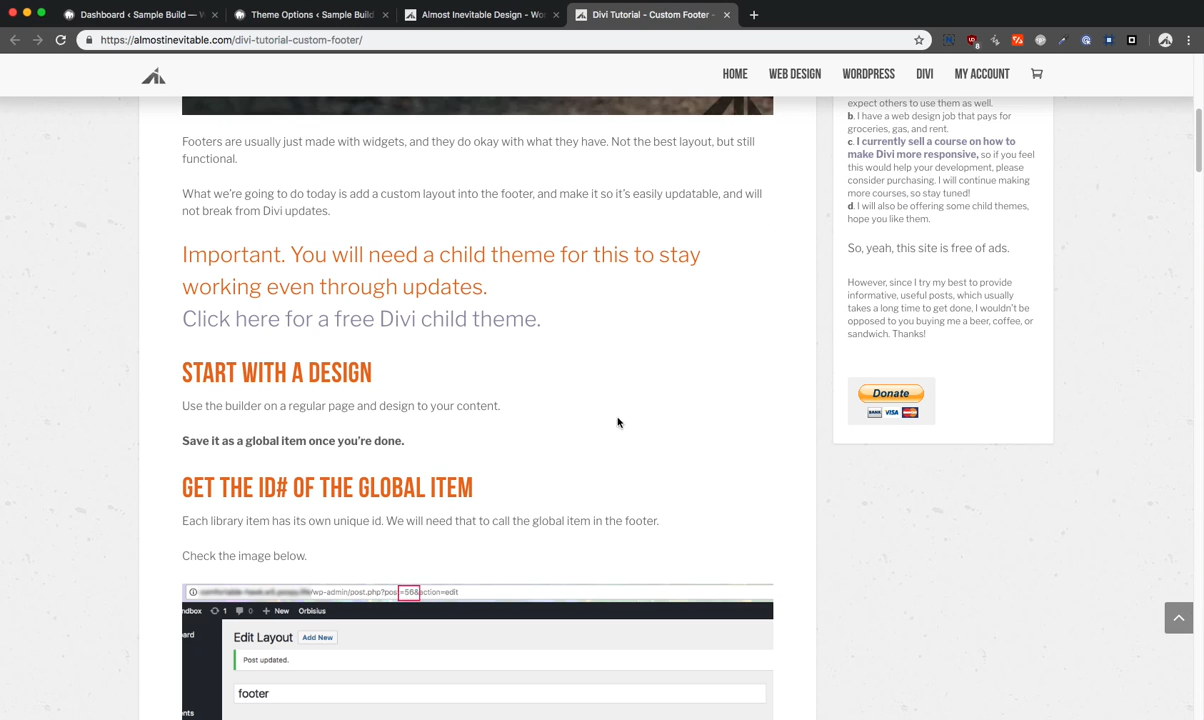 Dashboard ‹ Sample Build — W
Theme Options ‹ Sample Build
Almost Inevitable Design - Wor
Divi Tutorial - Custom Footer -
https://almostinevitable.com/divi-tutorial-custom-footer/
8
HOME
WEB DESIGN
WORDPRESS
DIVI
MY ACCOUNT
Footers are usually just made with widgets, and they do okay with what they have. Not the best layout, but still
functional.
What we're going to do today is add a custom layout into the footer, and make it so it's easily updatable, and will
not break from Divi updates.
Important. You will need a child theme for this to stay
working even through updates.
Click here for a free Divi child theme.
START WITH A DESIGN
Use the builder on a regular page and design to your content.
Save it as a global item once you're done.
GET THE ID# OF THE GLOBAL ITEM
Each library item has its own unique id. We will need that to call the global item in the footer.
Check the image below.
/wp-admin/post.php?post=56&action=edit
ndbox
1
0
+ New
Orbisius
ard
Edit Layout
Add New
Post updated.
footer
nts
expect others to use them as well.
b. I have a web design job that pays for
groceries, gas, and rent.
c. I currently sell a course on how to
make Divi more responsive, so if you feel
this would help your development, please
consider purchasing. I will continue making
more courses, so stay tuned!
d. I will also be offering some child themes,
hope you like them.
So, yeah, this site is free of ads.
However, since I try my best to provide
informative, useful posts, which usually
takes a long time to get done, I wouldn't be
opposed to you buying me a beer, coffee, or
sandwich. Thanks!
Donate
BANK
VISA